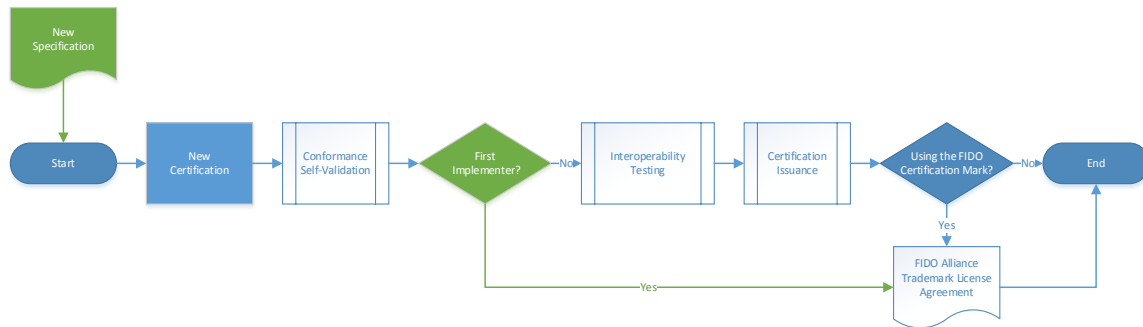 New
Specification
Start
New
Certification
Conformance
Self-Validation
First
Implementer?
No
Interoperability
Testing
Certification
Issuance
Using the FIDO
Certification Mark?
No
End
Yes
FIDO Alliance
Trademark License
Agreement
Yes